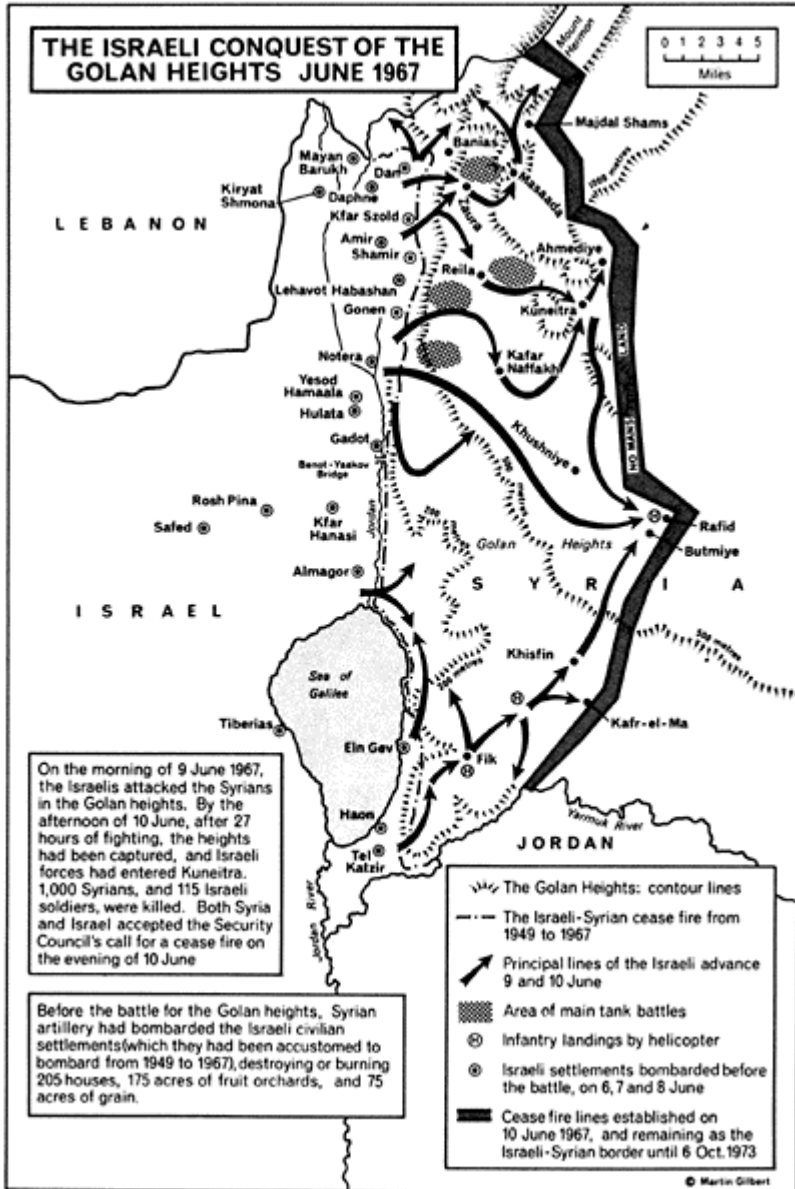 THE ISRAELI CONQUEST OF THE
GOLAN HEIGHTS JUNE 1967
Mount
Hermon
0 1 2 3 4 5
Miles
Majdal Shams
Banias
Mayan
Barukh
Dan
Kiryat
Shmona
Daphne
Masaada
Zaura
1000 metres
LEBANON
Kfar Szold
Amir
Shamir
Ahmediye
Reila
Lehavot Habashan
Gonen
Kuneitra
Notera
Kafar
Naffakh
LAND
NO MANS
Yesod
Hamaala
Hulata
Gadot
Khushniye
Benot-Yaakov
Bridge
500
metres
Rosh Pina
Safed
Kfar
Hanasi
Jordan
200
metres
Rafid
Golan Heights
Butmiye
Almagor
SYRIA
ISRAEL
500 metres
Khisfin
Sea of
Galilee
200 metres
Kafr-el-Ma
Tiberias
Ein Gev
Fik
Haon
Tel
Katzir
Yarmuk River
JORDAN
Jordan River
On the morning of 9 June 1967,
the Israelis attacked the Syrians
in the Golan heights. By the
afternoon of 10 June, after 27
hours of fighting, the heights
had been captured, and Israeli
forces had entered Kuneitra.
1,000 Syrians, and 115 Israeli
soldiers, were killed. Both Syria
and Israel accepted the Security
Council's call for a cease fire on
the evening of 10 June
Before the battle for the Golan heights, Syrian
artillery had bombarded the Israeli civilian
settlements(which they had been accustomed to
bombard from 1949 to 1967), destroying or burning
205 houses, 175 acres of fruit orchards, and 75
acres of grain.
The Golan Heights: contour lines
The Israeli-Syrian cease fire from
1949 to 1967
Principal lines of the Israeli advance
9 and 10 June
Area of main tank battles
H Infantry landings by helicopter
Israeli settlements bombarded before
the battle, on 6, 7 and 8 June
Cease fire lines established on
10 June 1967, and remaining as the
Israeli-Syrian border until 6 Oct. 1973
© Martin Gilbert